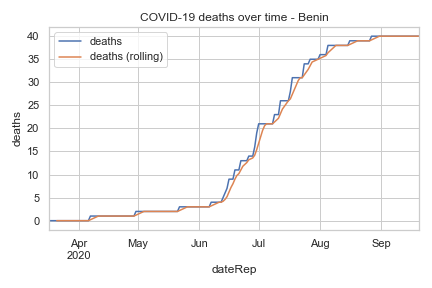 COVID-19 deaths over time - Benin
deaths
deaths (rolling)
40
35
30
25
20
15
10
5
0
deaths
Apr
2020
May
Jun
Jul
Aug
Sep
dateRep